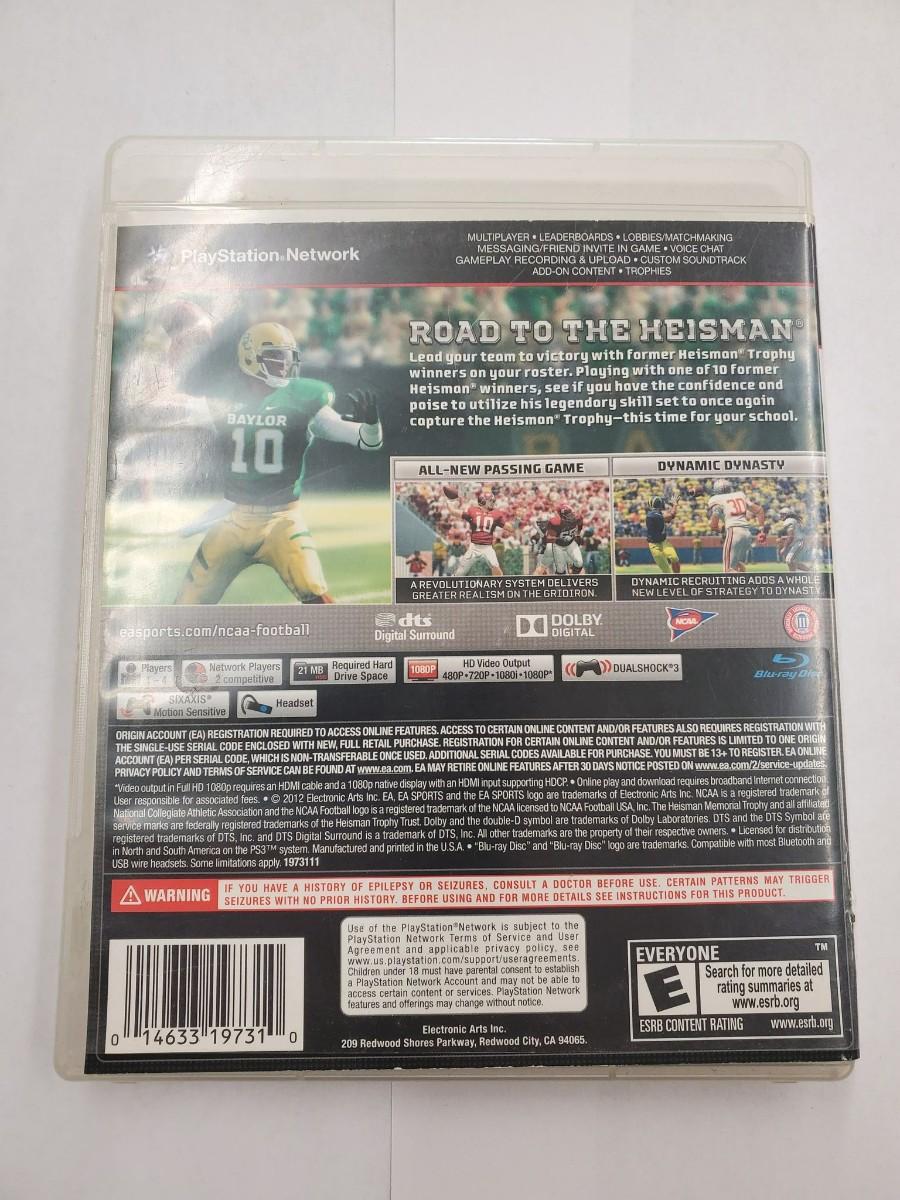 PlayStation®Network
MULTIPLAYER • LEADERBOARDS • LOBBIES/MATCHMAKING
MESSAGING/FRIEND INVITE IN GAME • VOICE CHAT
GAMEPLAY RECORDING & UPLOAD • CUSTOM SOUNDTRACK
ADD-ON CONTENT • TROPHIES
ROAD TO THE HEISMAN®
Lead your team to victory with former Heisman® Trophy
winners on your roster. Playing with one of 10 former
Heisman® winners, see if you have the confidence and
poise to utilize his legendary skill set to once again
capture the Heisman® Trophy—this time for your school.
BAYLOR
10
ALL-NEW PASSING GAME
10
A REVOLUTIONARY SYSTEM DELIVERS
GREATER REALISM ON THE GRIDIRON.
DYNAMIC DYNASTY
30
DYNAMIC RECRUITING ADDS A WHOLE
NEW LEVEL OF STRATEGY TO DYNASTY.
easports.com/ncaa-football
dts
Digital Surround
DOLBY
DIGITAL
NCAA
Players
1 - 4
Network Players
2 competitive
21 MB
Required Hard
Drive Space
1080P
HD Video Output
480P•720P•1080i•1080P*
DUALSHOCK®3
Blu-ray Disc
SIXAXIS®
Motion Sensitive
Headset
ORIGIN ACCOUNT (EA) REGISTRATION REQUIRED TO ACCESS ONLINE FEATURES. ACCESS TO CERTAIN ONLINE CONTENT AND/OR FEATURES ALSO REQUIRES REGISTRATION WITH
THE SINGLE-USE SERIAL CODE ENCLOSED WITH NEW, FULL RETAIL PURCHASE. REGISTRATION FOR CERTAIN ONLINE CONTENT AND/OR FEATURES IS LIMITED TO ONE ORIGIN
ACCOUNT (EA) PER SERIAL CODE, WHICH IS NON-TRANSFERABLE ONCE USED. ADDITIONAL SERIAL CODES AVAILABLE FOR PURCHASE. YOU MUST BE 13+ TO REGISTER. EA ONLINE
PRIVACY POLICY AND TERMS OF SERVICE CAN BE FOUND AT www.ea.com. EA MAY RETIRE ONLINE FEATURES AFTER 30 DAYS NOTICE POSTED ON www.ea.com/2/service-updates.
*Video output in Full HD 1080p requires an HDMI cable and a 1080p native display with an HDMI input supporting HDCP. • Online play and download requires broadband Internet connection.
User responsible for associated fees. • © 2012 Electronic Arts Inc. EA, EA SPORTS and the EA SPORTS logo are trademarks of Electronic Arts Inc. NCAA is a registered trademark of
National Collegiate Athletic Association and the NCAA Football logo is a registered trademark of the NCAA licensed to NCAA Football USA, Inc. The Heisman Memorial Trophy and all affiliated
service marks are federally registered trademarks of the Heisman Trophy Trust. Dolby and the double-D symbol are trademarks of Dolby Laboratories. DTS and the DTS Symbol are
registered trademarks of DTS, Inc. and DTS Digital Surround is a trademark of DTS, Inc. All other trademarks are the property of their respective owners. • Licensed for distribution
in North and South America on the PS3™ system. Manufactured and printed in the U.S.A. • "Blu-ray Disc" and "Blu-ray Disc" logo are trademarks. Compatible with most Bluetooth and
USB wire headsets. Some limitations apply. 1973111
WARNING
IF YOU HAVE A HISTORY OF EPILEPSY OR SEIZURES, CONSULT A DOCTOR BEFORE USE. CERTAIN PATTERNS MAY TRIGGER
SEIZURES WITH NO PRIOR HISTORY. BEFORE USING AND FOR MORE DETAILS SEE INSTRUCTIONS FOR THIS PRODUCT.
Use of the PlayStation®Network is subject to the
PlayStation Network Terms of Service and User
Agreement and applicable privacy policy, see
www.us.playstation.com/support/useragreements.
Children under 18 must have parental consent to establish
a PlayStation Network Account and may not be able to
access certain content or services. PlayStation Network
features and offerings may change without notice.
Electronic Arts Inc.
209 Redwood Shores Parkway, Redwood City, CA 94065.
0 14633 19731 0
EVERYONE ™
E
Search for more detailed
rating summaries at
www.esrb.org
ESRB CONTENT RATING www.esrb.org